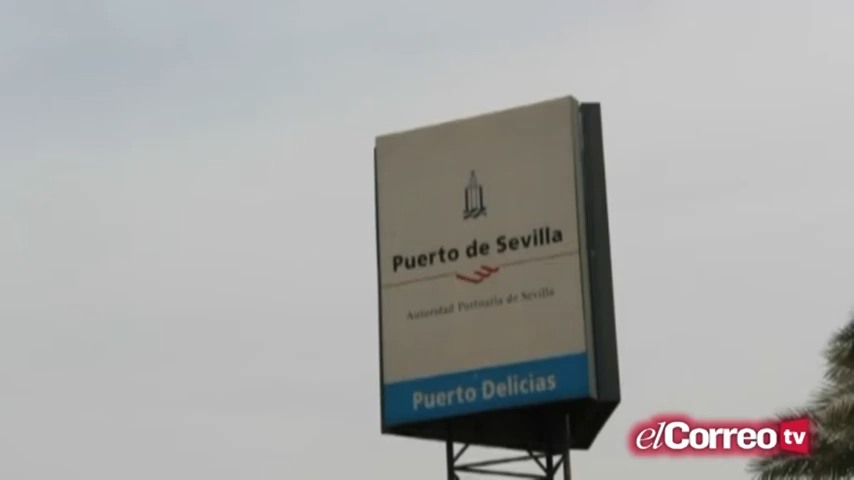 Puerto de Sevilla
Autoridad Portuaria de Sevilla
Puerto Delicias
elCorreo tv